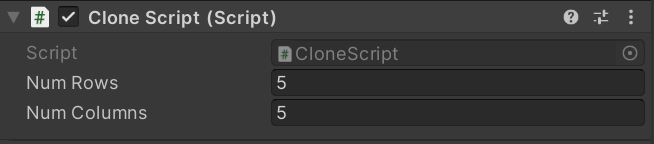 # Clone Script (Script)
Script # CloneScript
Num Rows 5
Num Columns 5